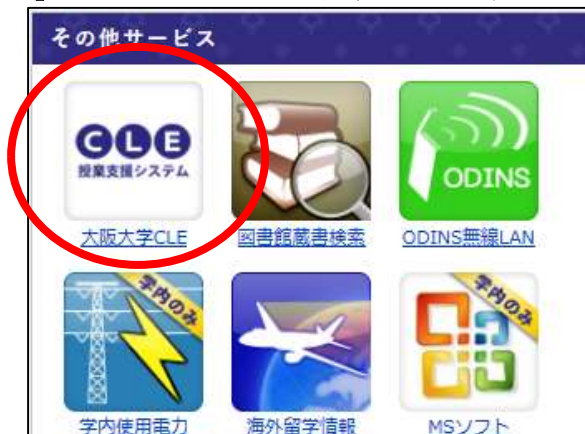 その他サービス
CLE
授業支援システム
ODINS
大阪大学CLE
図書館蔵書検索
ODINS無線LAN
学内のみ
学内のみ
学内使用電力
海外留学情報
MSソフト